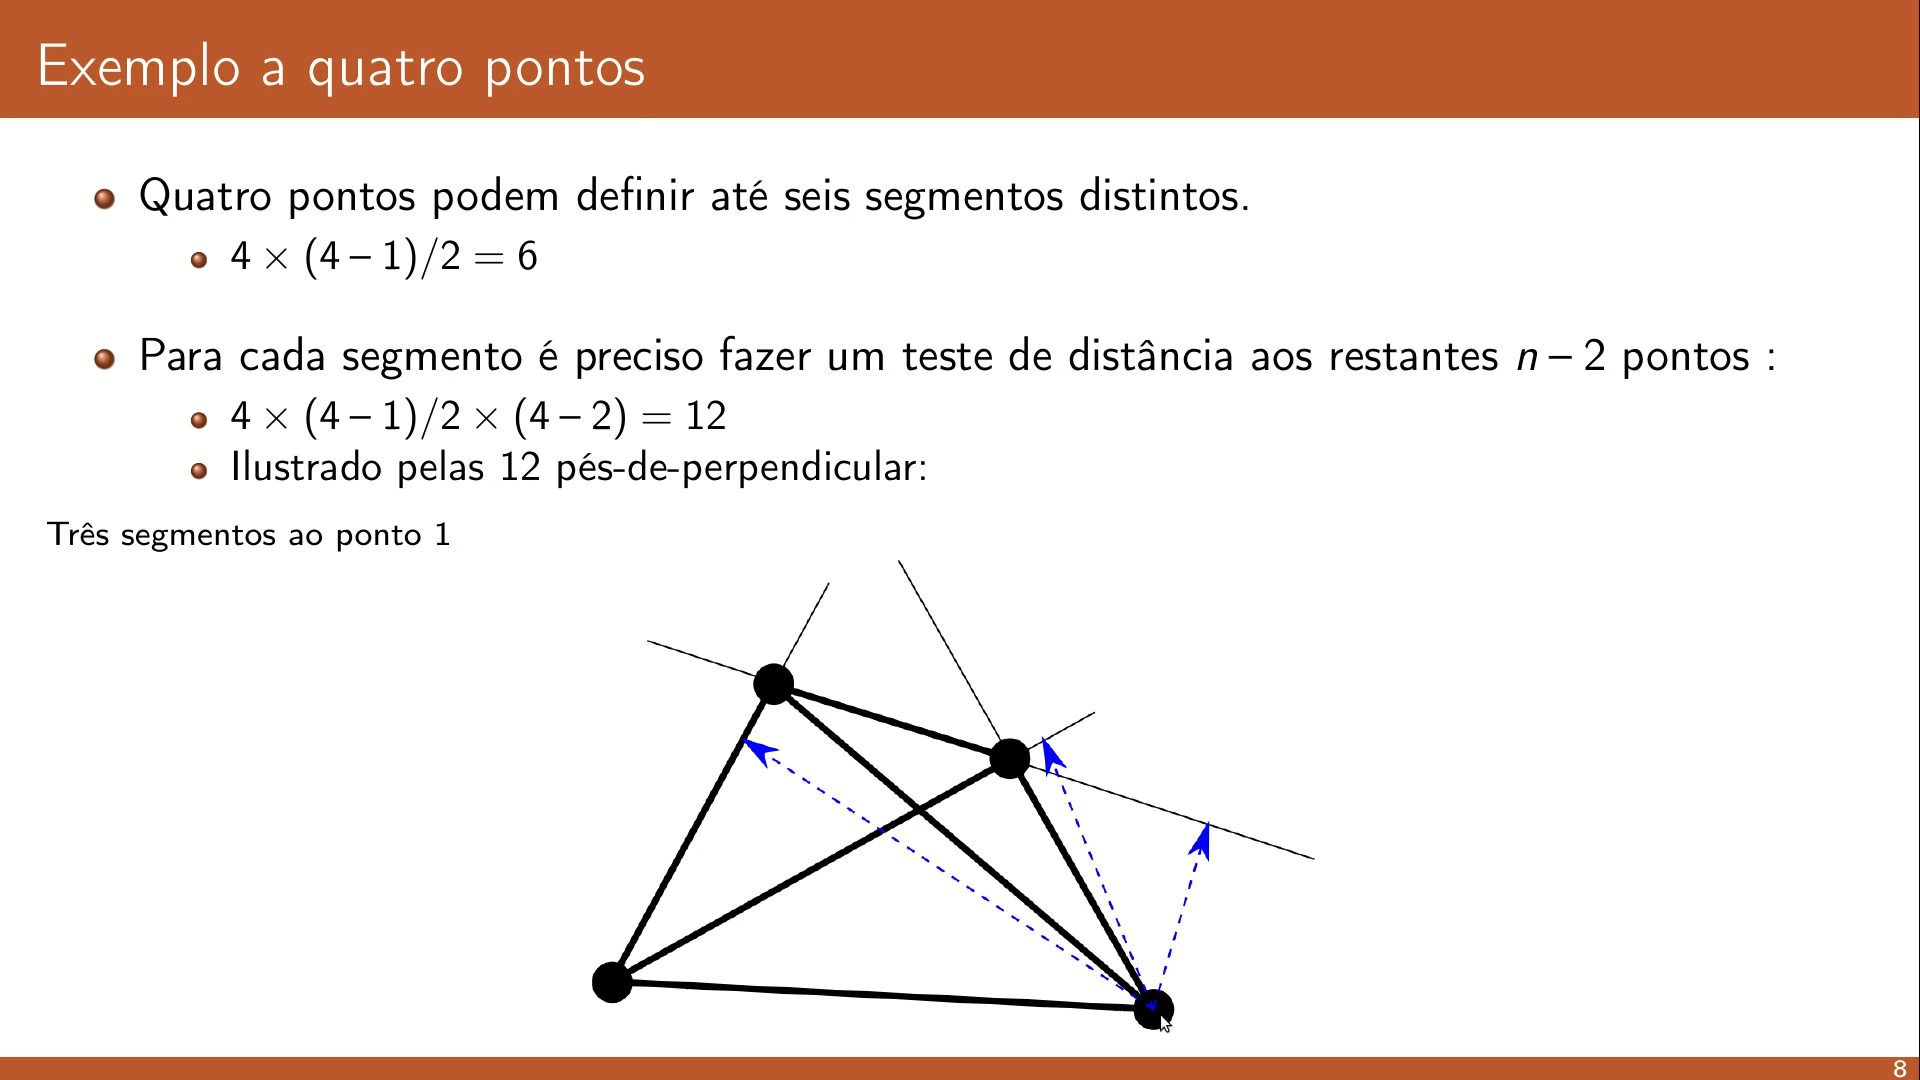 Exemplo a quatro pontos
Quatro pontos podem definir até seis segmentos distintos.
4 × (4 − 1)/2 = 6
Para cada segmento é preciso fazer um teste de distância aos restantes n − 2 pontos :
4 × (4 − 1)/2 × (4 − 2) = 12
Ilustrado pelas 12 pés-de-perpendicular:
Três segmentos ao ponto 1
8